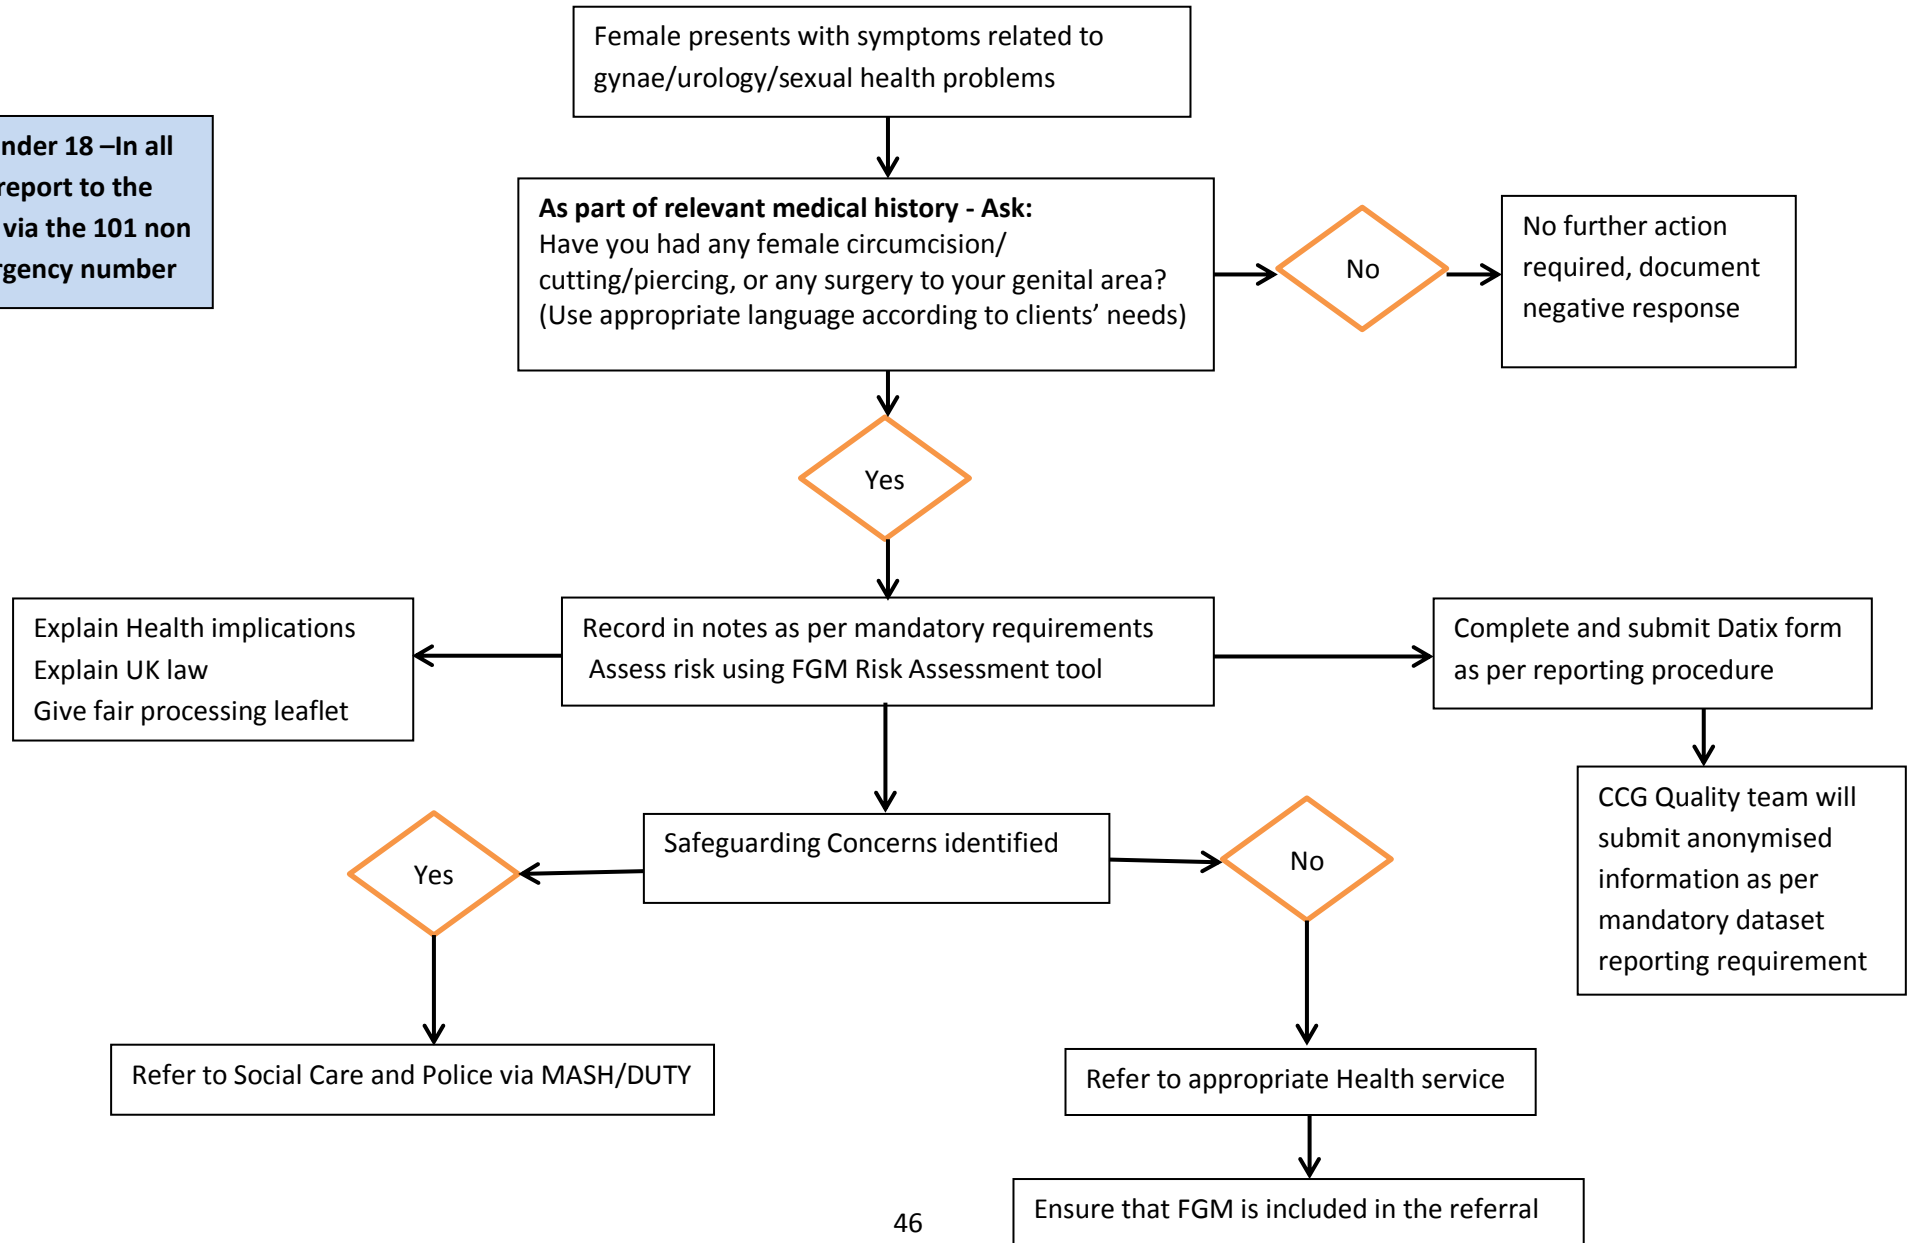 Female presents with symptoms related to
gynae/urology/sexual health problems
nder 18 –In all
report to the
via the 101 non
rgency number
As part of relevant medical history - Ask:
Have you had any female circumcision/
cutting/piercing, or any surgery to your genital area?
(Use appropriate language according to clients’ needs)
No
No further action
required, document
negative response
Yes
Explain Health implications
Explain UK law
Give fair processing leaflet
Record in notes as per mandatory requirements
Assess risk using FGM Risk Assessment tool
Complete and submit Datix form
as per reporting procedure
CCG Quality team will
submit anonymised
information as per
mandatory dataset
reporting requirement
Safeguarding Concerns identified
Yes
No
Refer to Social Care and Police via MASH/DUTY
Refer to appropriate Health service
Ensure that FGM is included in the referral
46